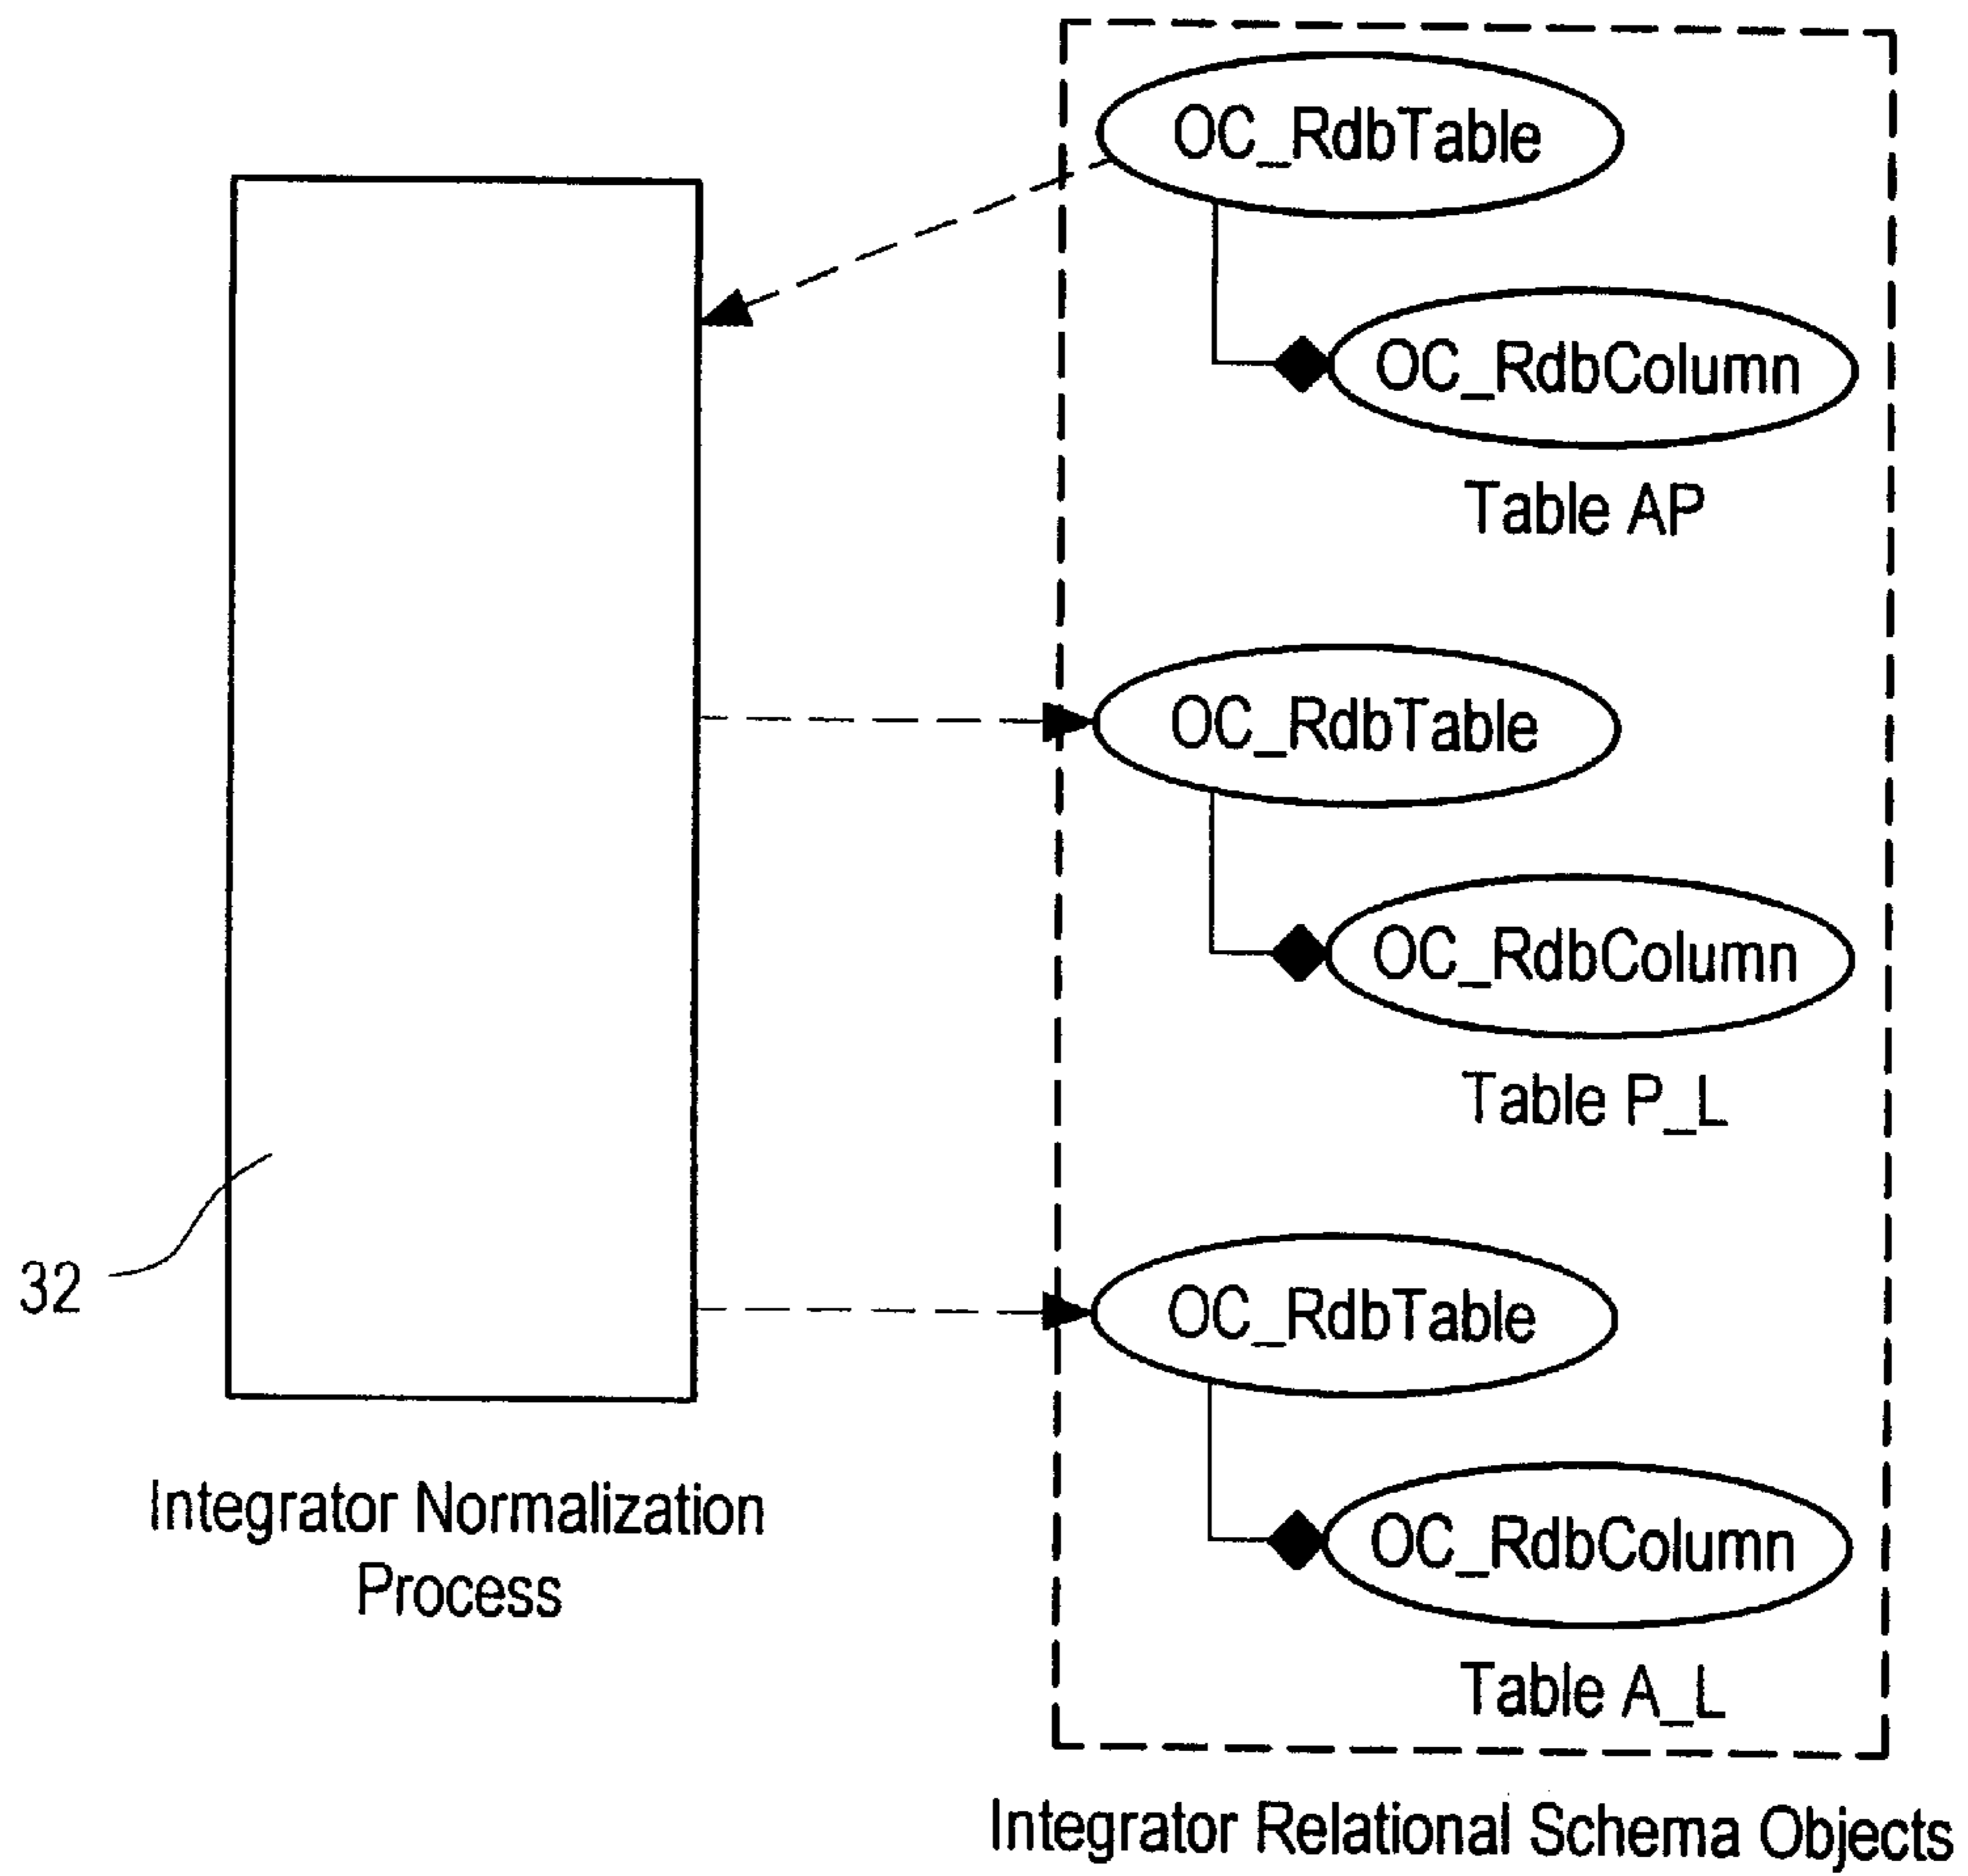 OC_RdbTable
OC_RdbColumn
Table AP
OC_RdbTable
OC_RdbColumn
Table P_L
32
OC_RdbTable
OC_RdbColumn
Table A_L
Integrator Normalization
Process
Integrator Relational Schema Objects